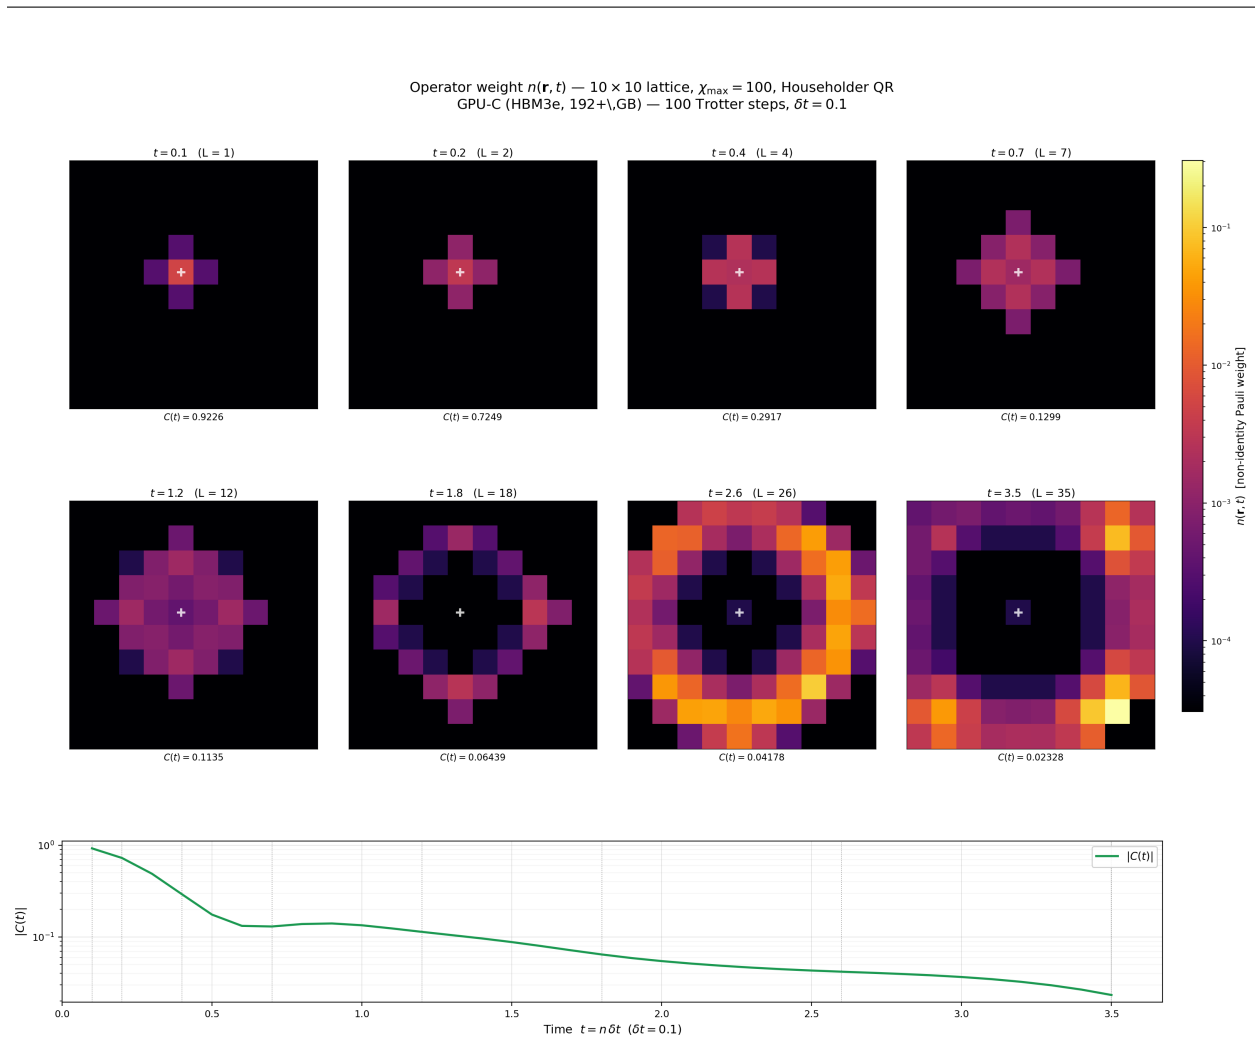 Operator weight n(r, t) — 10 × 10 lattice, χmax = 100, Householder QR
GPU-C (HBM3e, 192+\,GB) — 100 Trotter steps, δt = 0.1
t = 0.1 (L = 1)
t = 0.2 (L = 2)
t = 0.4 (L = 4)
t = 0.7 (L = 7)
C(t) = 0.9226
C(t) = 0.7249
C(t) = 0.2917
C(t) = 0.1299
t = 1.2 (L = 12)
t = 1.8 (L = 18)
t = 2.6 (L = 26)
t = 3.5 (L = 35)
C(t) = 0.1135
C(t) = 0.06439
C(t) = 0.04178
C(t) = 0.02328
10⁻¹
10⁻²
10⁻³
10⁻⁴
n(r, t) [non-identity Pauli weight]
|C(t)|
10⁰
10⁻¹
|C(t)|
0.0 0.5 1.0 1.5 2.0 2.5 3.0 3.5
Time t = n δt (δt = 0.1)